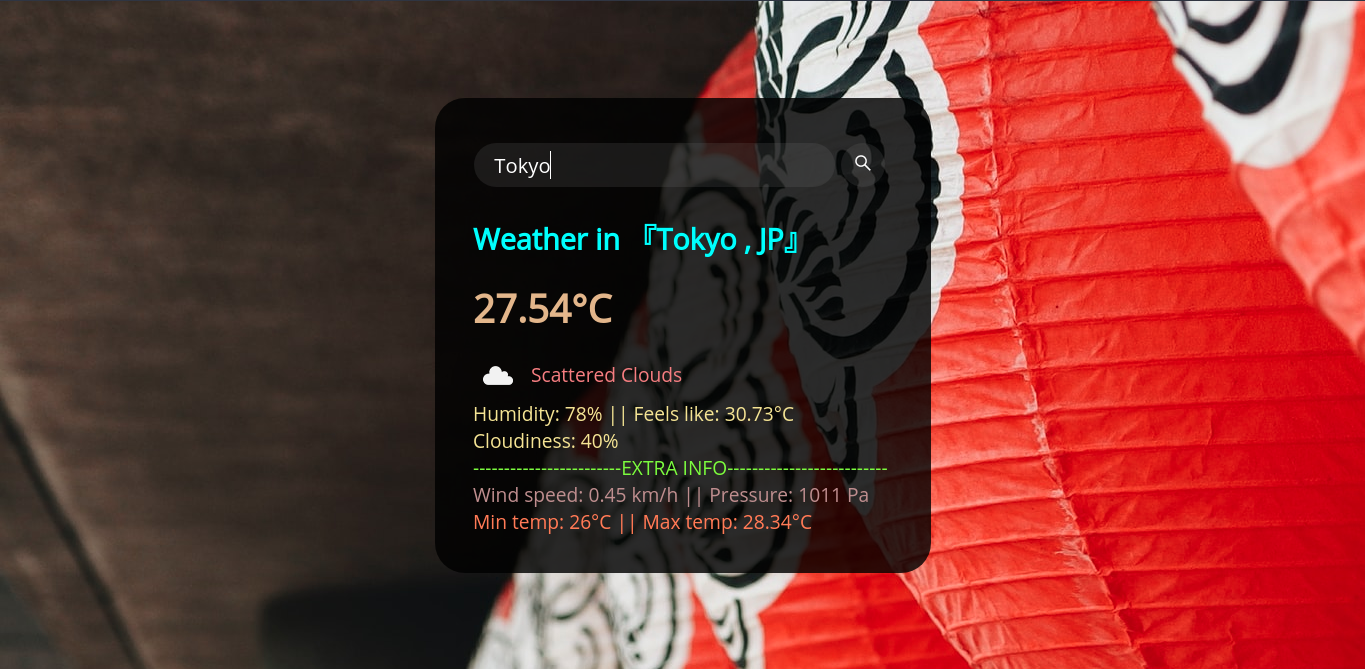 Tokyo
Weather in 『Tokyo , JP』
27.54°C
Scattered Clouds
Humidity: 78% || Feels like: 30.73°C
Cloudiness: 40%
------------------------EXTRA INFO--------------------------
Wind speed: 0.45 km/h || Pressure: 1011 Pa
Min temp: 26°C || Max temp: 28.34°C